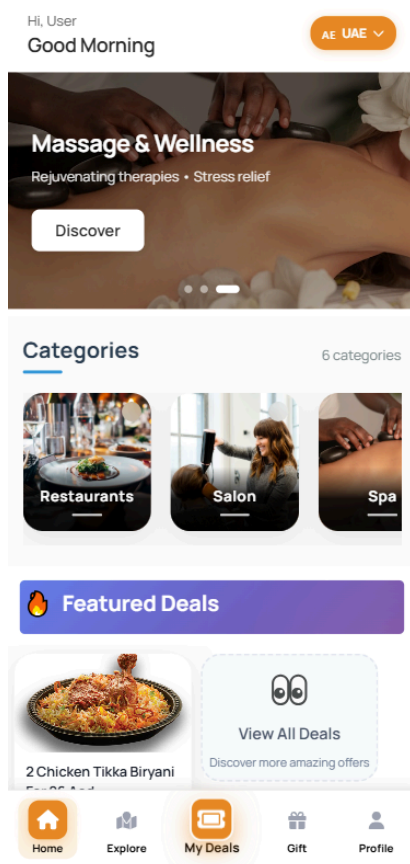 Hi, User
Good Morning
AE UAE
Massage & Wellness
Rejuvenating therapies • Stress relief
Discover
Categories
6 categories
Restaurants
Salon
Spa
Featured Deals
View All Deals
Discover more amazing offers
2 Chicken Tikka Biryani
Home
Explore
My Deals
Gift
Profile